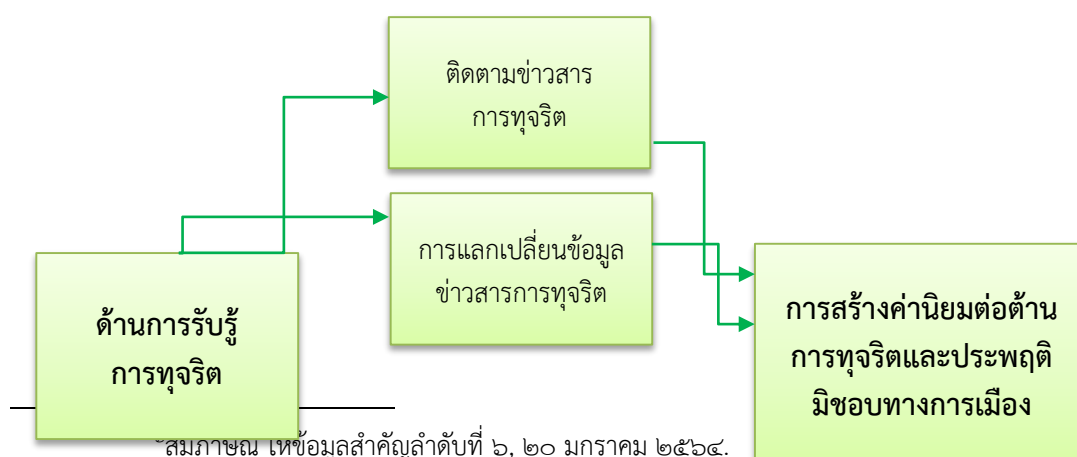 ติดตามข่าวสาร
การทุจริต
การแลกเปลี่ยนข้อมูล
ข่าวสารการทุจริต
ด้านการรับรู้
การทุจริต
การสร้างค่านิยมต่อต้าน
การทุจริตและประพฤติ
มิชอบทางการเมือง
สัมภาษณ์ ให้ข้อมูลสำคัญลำดับที่ ๖, ๒๐ มกราคม ๒๕๖๔.